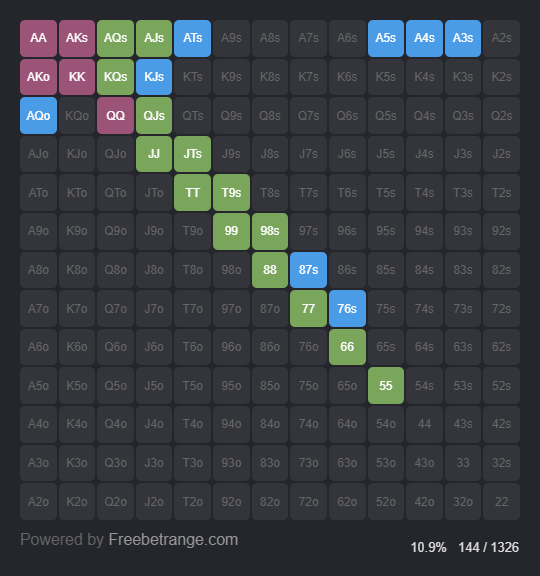 AA AKs AQs AJs ATs A9s A8s A7s A6s A5s A4s A3s A2s
AKo KK KQs KJs KTs K9s K8s K7s K6s K5s K4s K3s K2s
AQo KQo QQ QJs QTs Q9s Q8s Q7s Q6s Q5s Q4s Q3s Q2s
AJo KJo QJo JJ JTs J9s J8s J7s J6s J5s J4s J3s J2s
ATo KTo QTo JTo TT T9s T8s T7s T6s T5s T4s T3s T2s
A9o K9o Q9o J9o T9o 99 98s 97s 96s 95s 94s 93s 92s
A8o K8o Q8o J8o T8o 98o 88 87s 86s 85s 84s 83s 82s
A7o K7o Q7o J7o T7o 97o 87o 77 76s 75s 74s 73s 72s
A6o K6o Q6o J6o T6o 96o 86o 76o 66 65s 64s 63s 62s
A5o K5o Q5o J5o T5o 95o 85o 75o 65o 55 54s 53s 52s
A4o K4o Q4o J4o T4o 94o 84o 74o 64o 54o 44 43s 42s
A3o K3o Q3o J3o T3o 93o 83o 73o 63o 53o 43o 33 32s
A2o K2o Q2o J2o T2o 92o 82o 72o 62o 52o 42o 32o 22
Powered by Freebetrange.com
10.9% 144 / 1326